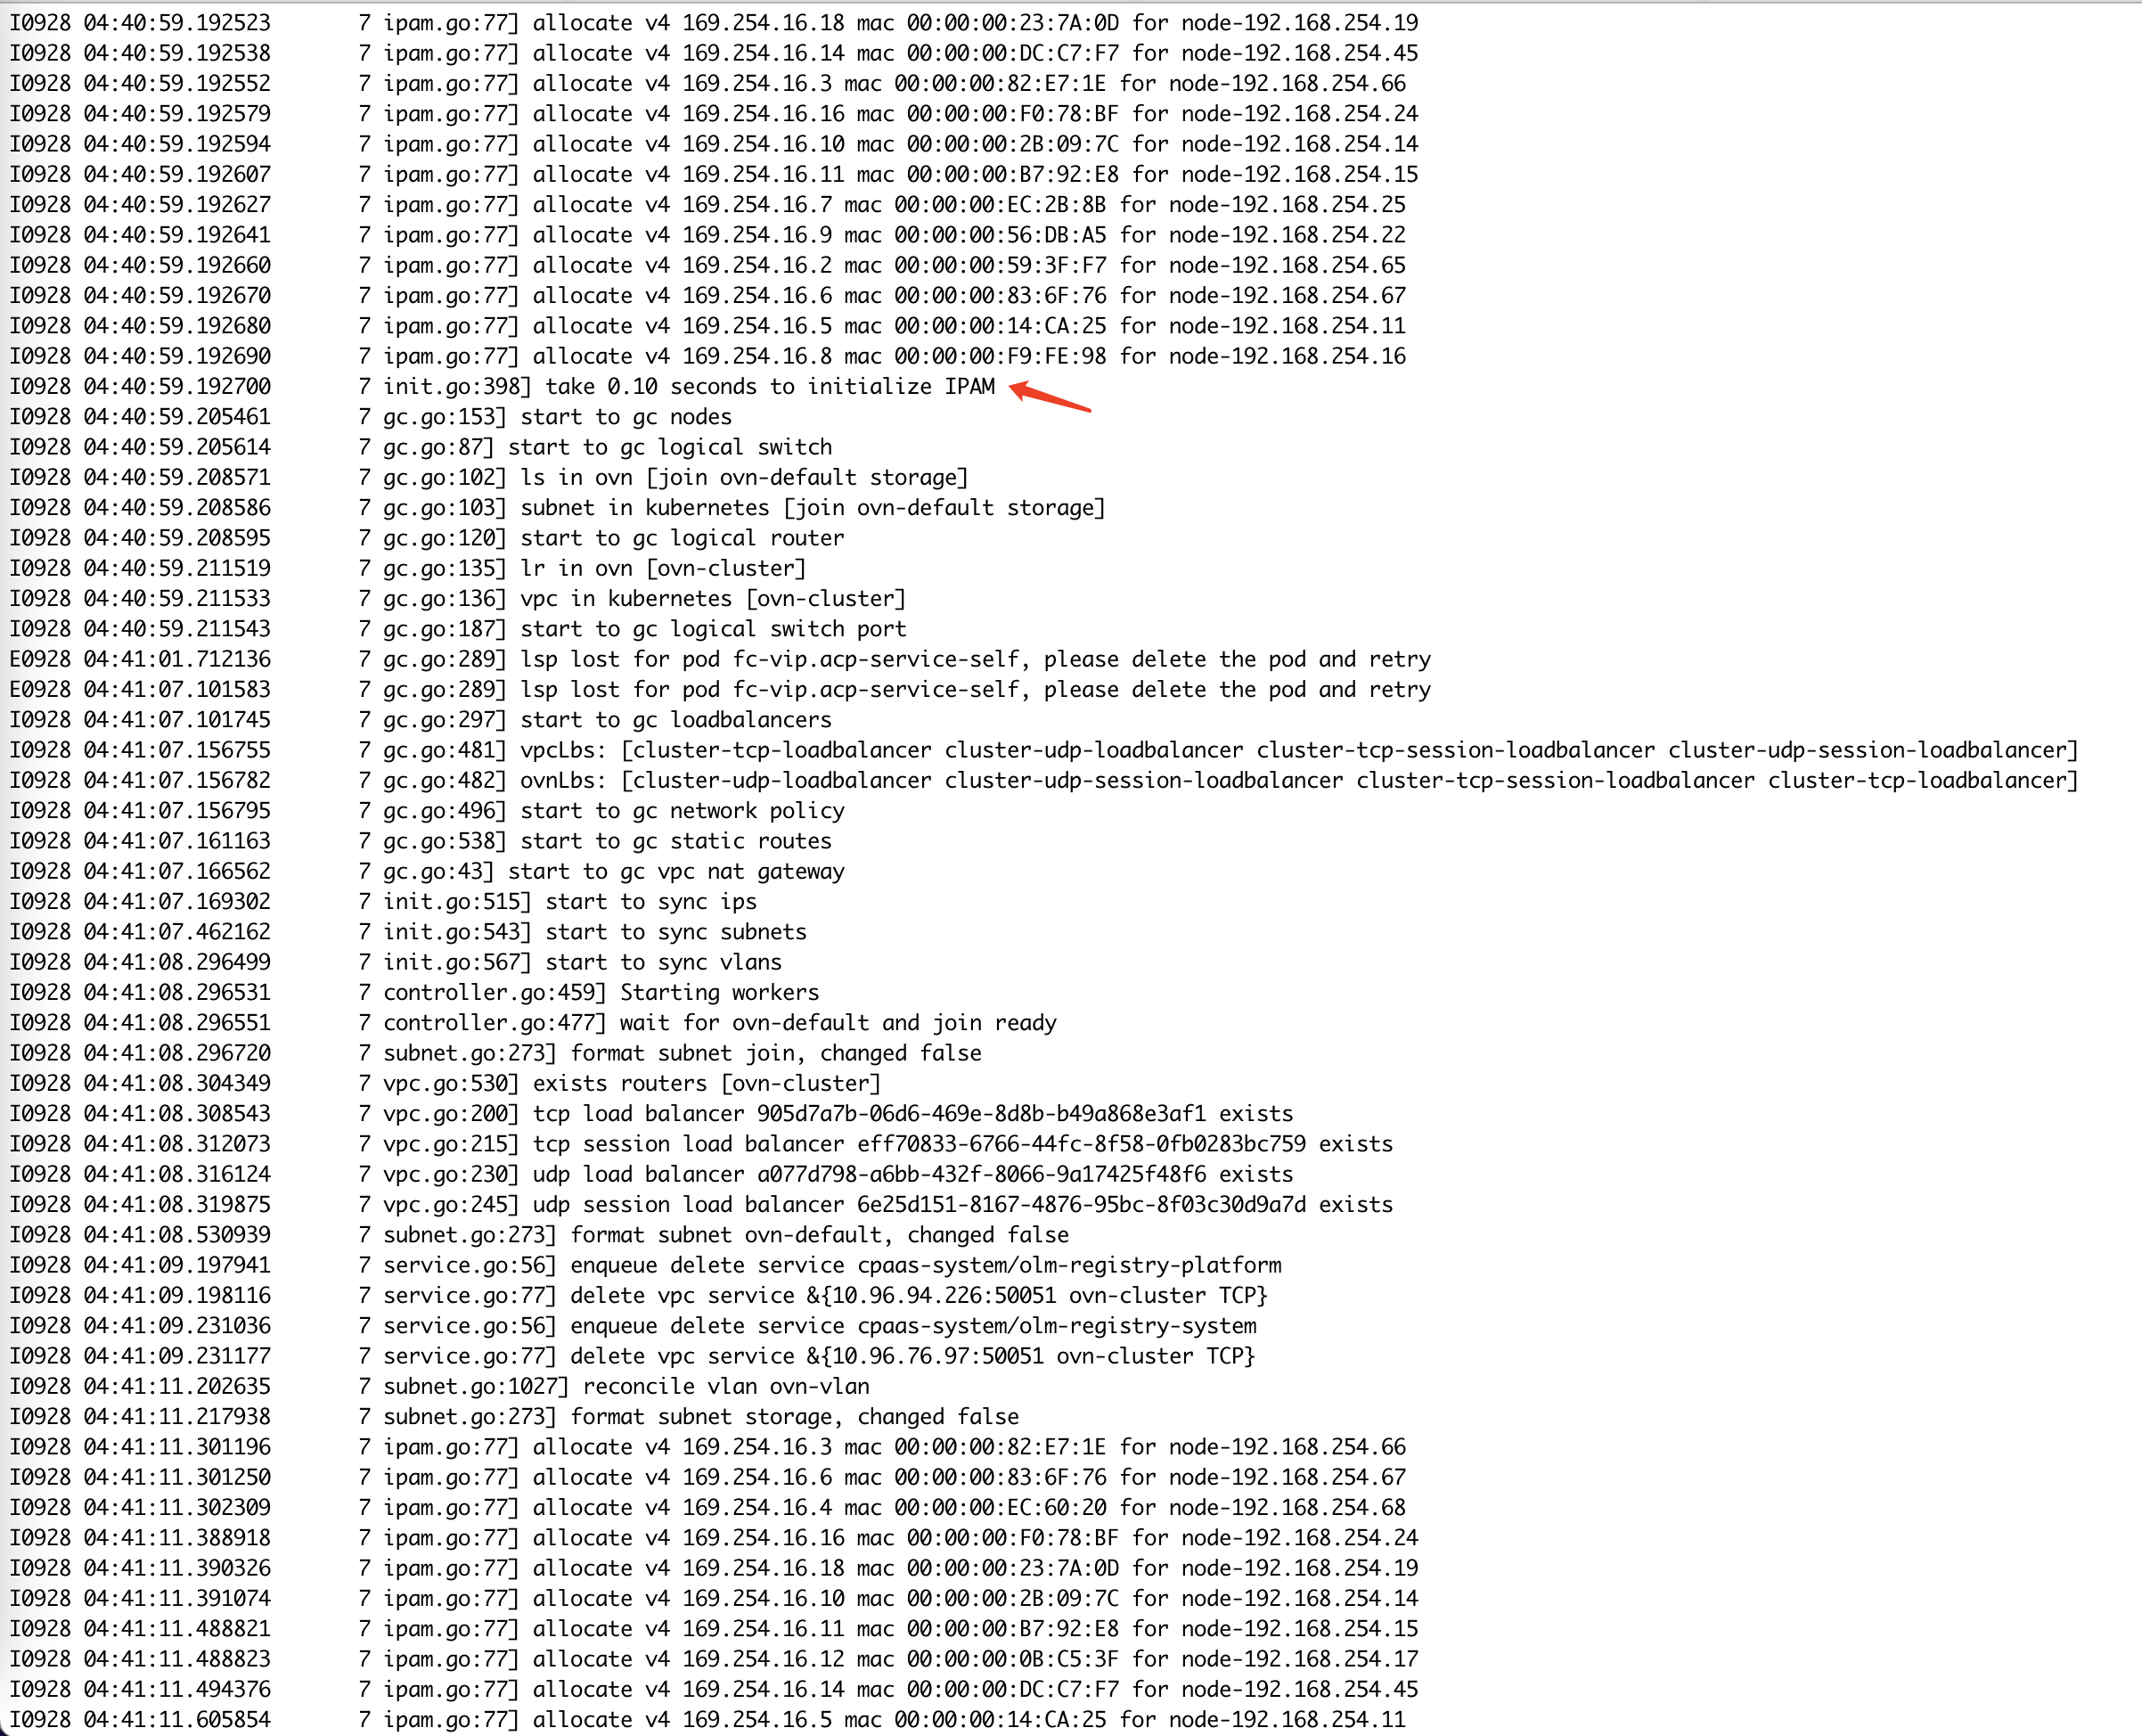 I0928 04:40:59.192523       7 ipam.go:77] allocate v4 169.254.16.18 mac 00:00:00:23:7A:0D for node-192.168.254.19
I0928 04:40:59.192538       7 ipam.go:77] allocate v4 169.254.16.14 mac 00:00:00:DC:C7:F7 for node-192.168.254.45
I0928 04:40:59.192552       7 ipam.go:77] allocate v4 169.254.16.3 mac 00:00:00:82:E7:1E for node-192.168.254.66
I0928 04:40:59.192579       7 ipam.go:77] allocate v4 169.254.16.16 mac 00:00:00:F0:78:BF for node-192.168.254.24
I0928 04:40:59.192594       7 ipam.go:77] allocate v4 169.254.16.10 mac 00:00:00:2B:09:7C for node-192.168.254.14
I0928 04:40:59.192607       7 ipam.go:77] allocate v4 169.254.16.11 mac 00:00:00:B7:92:E8 for node-192.168.254.15
I0928 04:40:59.192627       7 ipam.go:77] allocate v4 169.254.16.7 mac 00:00:00:EC:2B:8B for node-192.168.254.25
I0928 04:40:59.192641       7 ipam.go:77] allocate v4 169.254.16.9 mac 00:00:00:56:DB:A5 for node-192.168.254.22
I0928 04:40:59.192660       7 ipam.go:77] allocate v4 169.254.16.2 mac 00:00:00:59:3F:F7 for node-192.168.254.65
I0928 04:40:59.192670       7 ipam.go:77] allocate v4 169.254.16.6 mac 00:00:00:83:6F:76 for node-192.168.254.67
I0928 04:40:59.192680       7 ipam.go:77] allocate v4 169.254.16.5 mac 00:00:00:14:CA:25 for node-192.168.254.11
I0928 04:40:59.192690       7 ipam.go:77] allocate v4 169.254.16.8 mac 00:00:00:F9:FE:98 for node-192.168.254.16
I0928 04:40:59.192700       7 init.go:398] take 0.10 seconds to initialize IPAM
I0928 04:40:59.205461       7 gc.go:153] start to gc nodes
I0928 04:40:59.205614       7 gc.go:87] start to gc logical switch
I0928 04:40:59.208571       7 gc.go:102] ls in ovn [join ovn-default storage]
I0928 04:40:59.208586       7 gc.go:103] subnet in kubernetes [join ovn-default storage]
I0928 04:40:59.208595       7 gc.go:120] start to gc logical router
I0928 04:40:59.211519       7 gc.go:135] lr in ovn [ovn-cluster]
I0928 04:40:59.211533       7 gc.go:136] vpc in kubernetes [ovn-cluster]
I0928 04:40:59.211543       7 gc.go:187] start to gc logical switch port
E0928 04:41:01.712136       7 gc.go:289] lsp lost for pod fc-vip.acp-service-self, please delete the pod and retry
E0928 04:41:07.101583       7 gc.go:289] lsp lost for pod fc-vip.acp-service-self, please delete the pod and retry
I0928 04:41:07.101745       7 gc.go:297] start to gc loadbalancers
I0928 04:41:07.156755       7 gc.go:481] vpcLbs: [cluster-tcp-loadbalancer cluster-udp-loadbalancer cluster-tcp-session-loadbalancer cluster-udp-session-loadbalancer]
I0928 04:41:07.156782       7 gc.go:482] ovnLbs: [cluster-udp-loadbalancer cluster-udp-session-loadbalancer cluster-tcp-session-loadbalancer cluster-tcp-loadbalancer]
I0928 04:41:07.156795       7 gc.go:496] start to gc network policy
I0928 04:41:07.161163       7 gc.go:538] start to gc static routes
I0928 04:41:07.166562       7 gc.go:43] start to gc vpc nat gateway
I0928 04:41:07.169302       7 init.go:515] start to sync ips
I0928 04:41:07.462162       7 init.go:543] start to sync subnets
I0928 04:41:08.296499       7 init.go:567] start to sync vlans
I0928 04:41:08.296531       7 controller.go:459] Starting workers
I0928 04:41:08.296551       7 controller.go:477] wait for ovn-default and join ready
I0928 04:41:08.296720       7 subnet.go:273] format subnet join, changed false
I0928 04:41:08.304349       7 vpc.go:530] exists routers [ovn-cluster]
I0928 04:41:08.308543       7 vpc.go:200] tcp load balancer 905d7a7b-06d6-469e-8d8b-b49a868e3af1 exists
I0928 04:41:08.312073       7 vpc.go:215] tcp session load balancer eff70833-6766-44fc-8f58-0fb0283bc759 exists
I0928 04:41:08.316124       7 vpc.go:230] udp load balancer a077d798-a6bb-432f-8066-9a17425f48f6 exists
I0928 04:41:08.319875       7 vpc.go:245] udp session load balancer 6e25d151-8167-4876-95bc-8f03c30d9a7d exists
I0928 04:41:08.530939       7 subnet.go:273] format subnet ovn-default, changed false
I0928 04:41:09.197941       7 service.go:56] enqueue delete service cpaas-system/olm-registry-platform
I0928 04:41:09.198116       7 service.go:77] delete vpc service &{10.96.94.226:50051 ovn-cluster TCP}
I0928 04:41:09.231036       7 service.go:56] enqueue delete service cpaas-system/olm-registry-system
I0928 04:41:09.231177       7 service.go:77] delete vpc service &{10.96.76.97:50051 ovn-cluster TCP}
I0928 04:41:11.202635       7 subnet.go:1027] reconcile vlan ovn-vlan
I0928 04:41:11.217938       7 subnet.go:273] format subnet storage, changed false
I0928 04:41:11.301196       7 ipam.go:77] allocate v4 169.254.16.3 mac 00:00:00:82:E7:1E for node-192.168.254.66
I0928 04:41:11.301250       7 ipam.go:77] allocate v4 169.254.16.6 mac 00:00:00:83:6F:76 for node-192.168.254.67
I0928 04:41:11.302309       7 ipam.go:77] allocate v4 169.254.16.4 mac 00:00:00:EC:60:20 for node-192.168.254.68
I0928 04:41:11.388918       7 ipam.go:77] allocate v4 169.254.16.16 mac 00:00:00:F0:78:BF for node-192.168.254.24
I0928 04:41:11.390326       7 ipam.go:77] allocate v4 169.254.16.18 mac 00:00:00:23:7A:0D for node-192.168.254.19
I0928 04:41:11.391074       7 ipam.go:77] allocate v4 169.254.16.10 mac 00:00:00:2B:09:7C for node-192.168.254.14
I0928 04:41:11.488821       7 ipam.go:77] allocate v4 169.254.16.11 mac 00:00:00:B7:92:E8 for node-192.168.254.15
I0928 04:41:11.488823       7 ipam.go:77] allocate v4 169.254.16.12 mac 00:00:00:0B:C5:3F for node-192.168.254.17
I0928 04:41:11.494376       7 ipam.go:77] allocate v4 169.254.16.14 mac 00:00:00:DC:C7:F7 for node-192.168.254.45
I0928 04:41:11.605854       7 ipam.go:77] allocate v4 169.254.16.5 mac 00:00:00:14:CA:25 for node-192.168.254.11